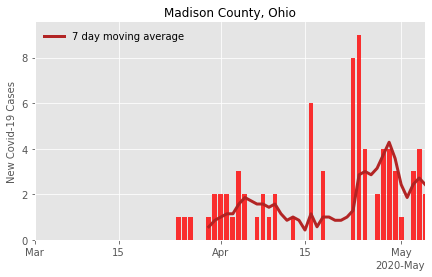 Madison County, Ohio
7 day moving average
New Covid-19 Cases
8
6
4
2
0
Mar
15
Apr
15
May
2020-May